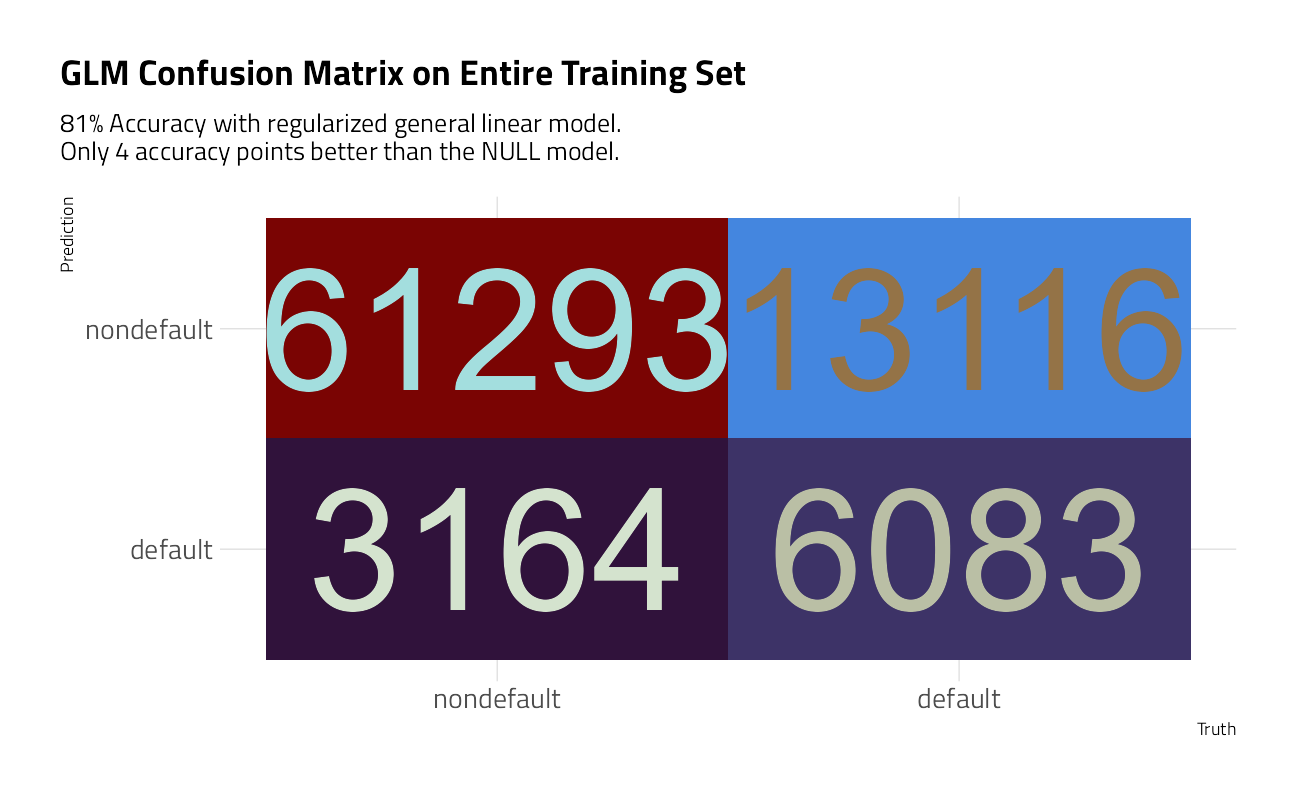 GLM Confusion Matrix on Entire Training Set
81% Accuracy with regularized general linear model.
Only 4 accuracy points better than the NULL model.
Prediction
nondefault
61293
13116
default
3164
6083
nondefault
default
Truth